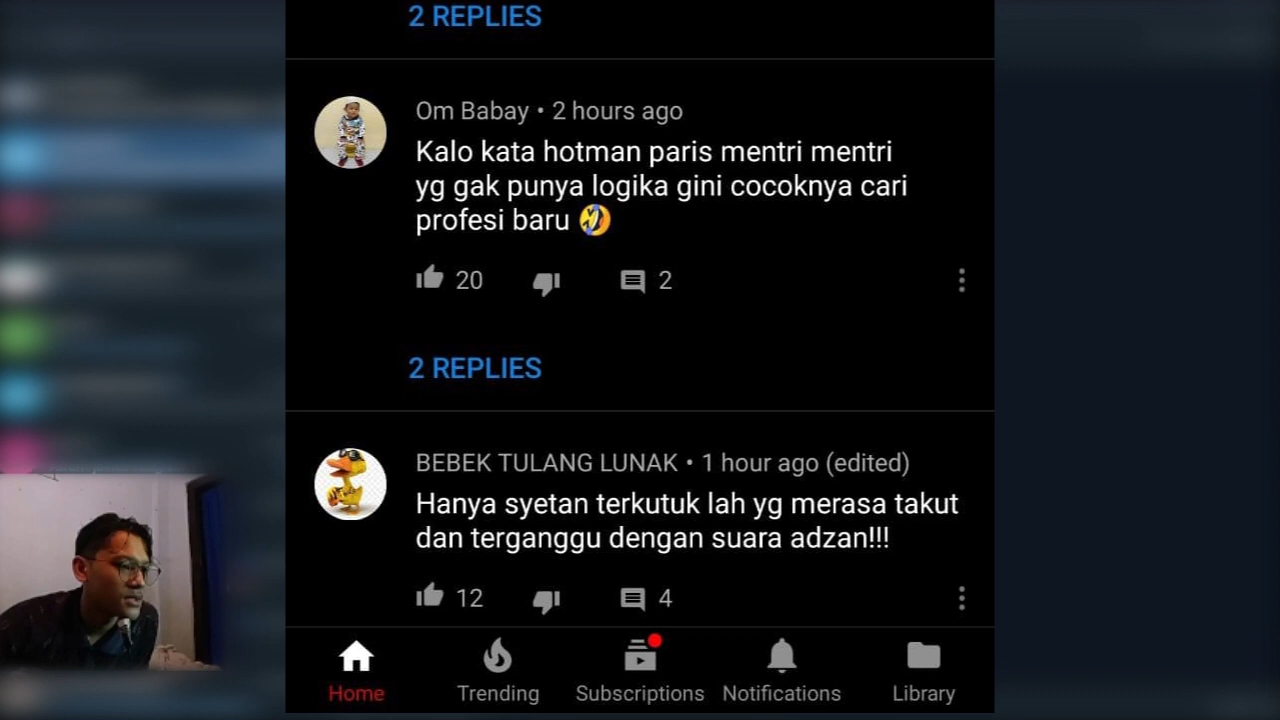 2 REPLIES
Om Babay • 2 hours ago
Kalo kata hotman paris mentri mentri
yg gak punya logika gini cocoknya cari
profesi baru 🤣
20
2
2 REPLIES
BEBEK TULANG LUNAK • 1 hour ago (edited)
Hanya syetan terkutuk lah yg merasa takut
dan terganggu dengan suara adzan!!!
12
4
Home
Trending
Subscriptions
Notifications
Library